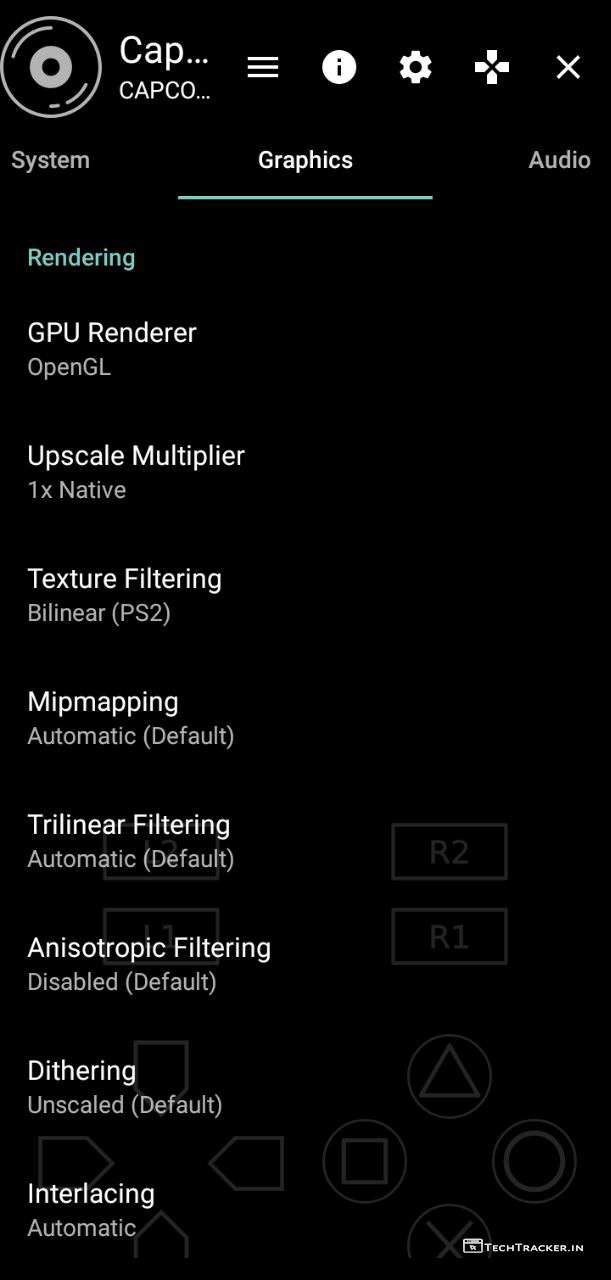 Cap...
CAPCO...
System
Graphics
Audio
Rendering
GPU Renderer
OpenGL
Upscale Multiplier
1x Native
Texture Filtering
Bilinear (PS2)
Mipmapping
Automatic (Default)
Trilinear Filtering
Automatic (Default)
L2
R2
L1
R1
Anisotropic Filtering
Disabled (Default)
Dithering
Unscaled (Default)
Interlacing
Automatic
TECHTRACKER.IN